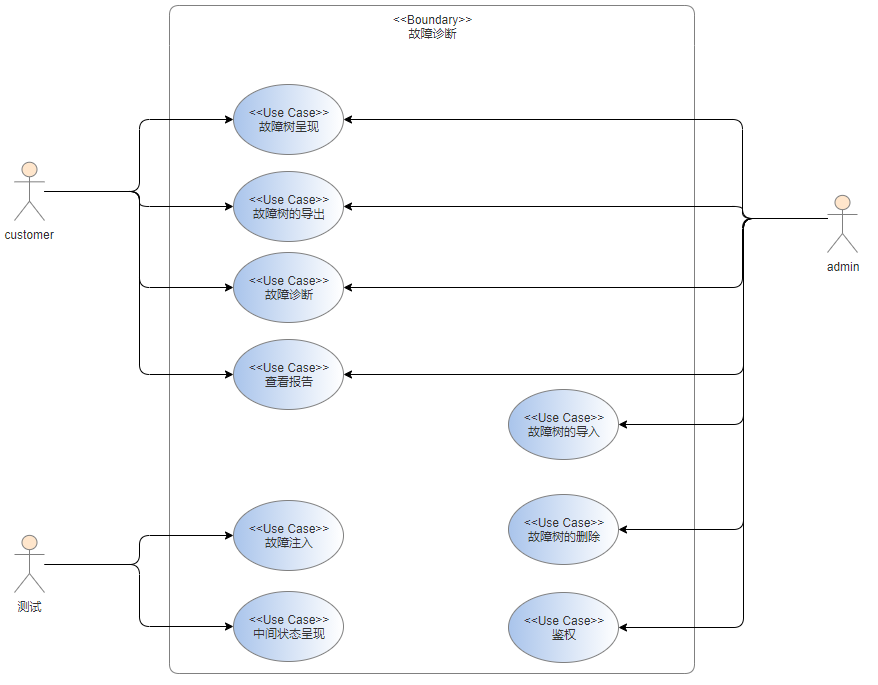 <<Boundary>>
故障诊断
<<Use Case>>
故障树呈现
<<Use Case>>
故障树的导出
customer
<<Use Case>>
故障诊断
admin
<<Use Case>>
查看报告
<<Use Case>>
故障树的导入
<<Use Case>>
故障注入
<<Use Case>>
故障树的删除
测试
<<Use Case>>
中间状态呈现
<<Use Case>>
鉴权